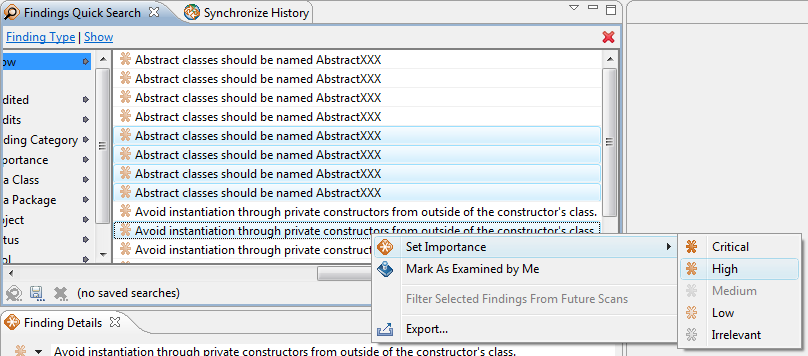 Findings Quick Search
Synchronize History
Finding Type | Show
ow
Abstract classes should be named AbstractXXX
Abstract classes should be named AbstractXXX
dited
Abstract classes should be named AbstractXXX
dits
Abstract classes should be named AbstractXXX
ding Category
Abstract classes should be named AbstractXXX
portance
Abstract classes should be named AbstractXXX
a Class
Abstract classes should be named AbstractXXX
a Package
Abstract classes should be named AbstractXXX
oject
Avoid instantiation through private constructors from outside of the constructor's class.
atus
Avoid instantiation through private constructors from outside of the constructor's class.
ol
Avoid instantiation through private constructors from
Set Importance
Mark As Examined by Me
Filter Selected Findings From Future Scans
Export...
Critical
High
Medium
Low
Irrelevant
(no saved searches)
Finding Details
Avoid instantiation through private constructors from outside of the constructor's class.